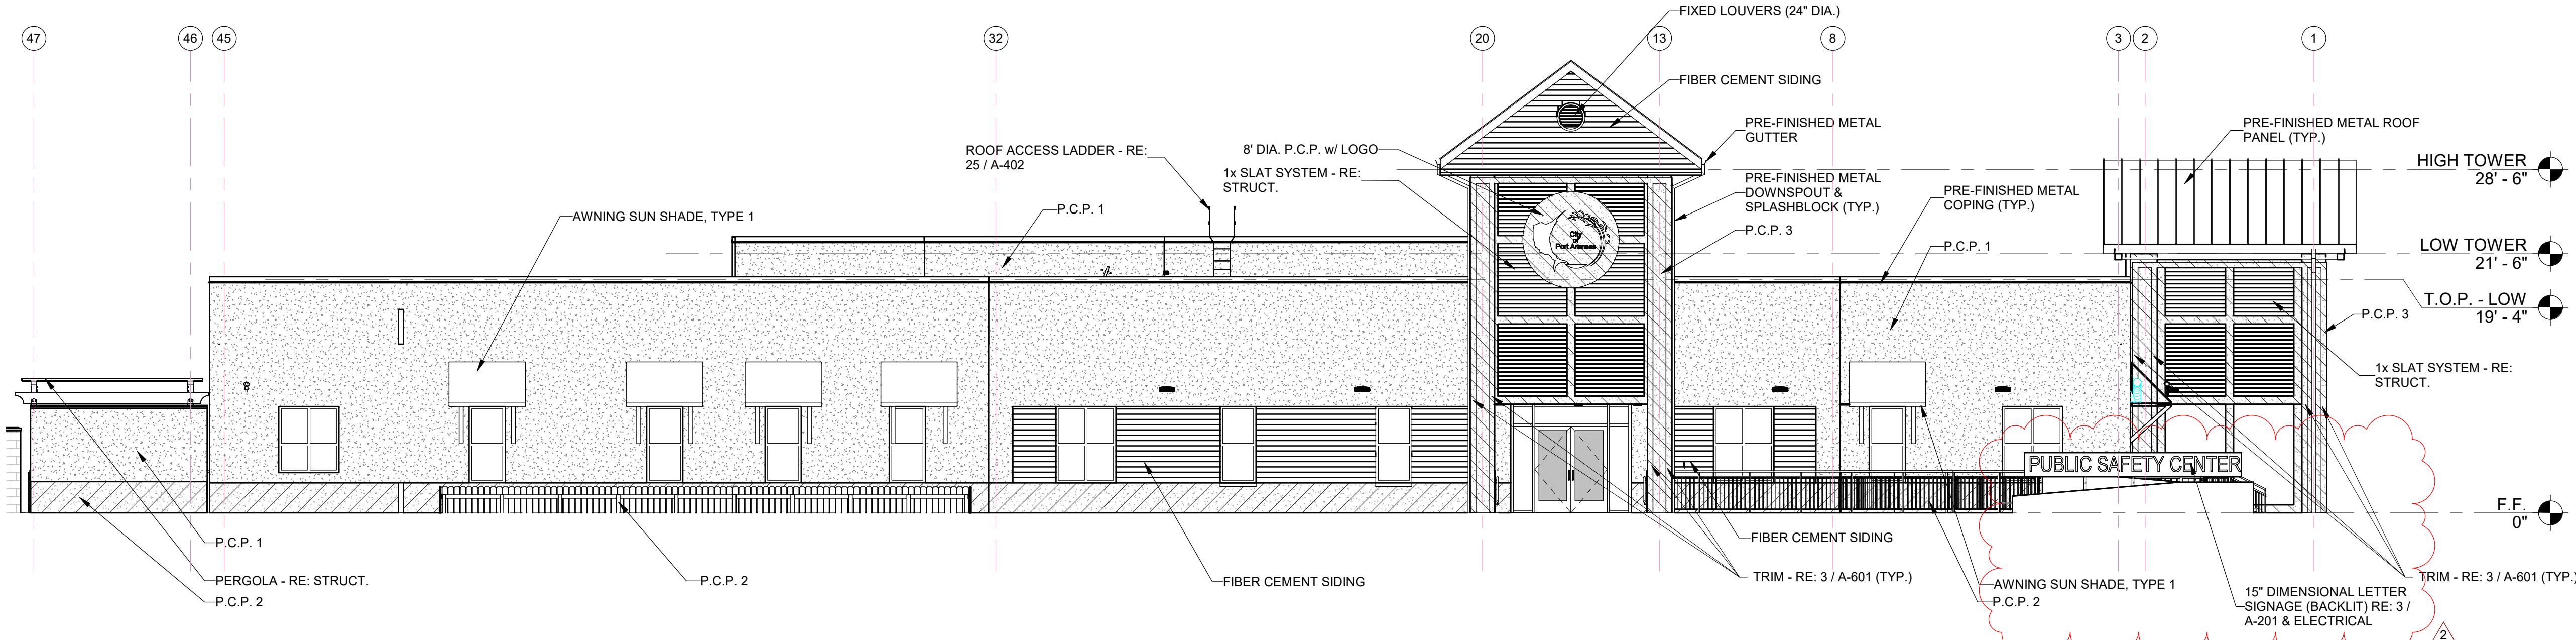 FIXED LOUVERS (24" DIA.)
47
46
45
32
20
13
8
3
2
1
FIBER CEMENT SIDING
PRE-FINISHED METAL
GUTTER
PRE-FINISHED METAL ROOF
PANEL (TYP.)
ROOF ACCESS LADDER - RE:
25 / A-402
8' DIA. P.C.P. w/ LOGO
1x SLAT SYSTEM - RE:
STRUCT.
HIGH TOWER
28' - 6"
PRE-FINISHED METAL
DOWNSPOUT &
SPLASHBLOCK (TYP.)
PRE-FINISHED METAL
COPING (TYP.)
AWNING SUN SHADE, TYPE 1
P.C.P. 1
P.C.P. 3
City
of
Port Aransas
P.C.P. 1
LOW TOWER
21' - 6"
T.O.P. - LOW
19' - 4"
P.C.P. 3
1x SLAT SYSTEM - RE:
STRUCT.
PUBLIC SAFETY CENTER
F.F.
0"
P.C.P. 1
PERGOLA - RE: STRUCT.
P.C.P. 2
P.C.P. 2
FIBER CEMENT SIDING
FIBER CEMENT SIDING
TRIM - RE: 3 / A-601 (TYP.)
AWNING SUN SHADE, TYPE 1
P.C.P. 2
TRIM - RE: 3 / A-601 (TYP.)
15" DIMENSIONAL LETTER
SIGNAGE (BACKLIT) RE: 3 /
A-201 & ELECTRICAL
2